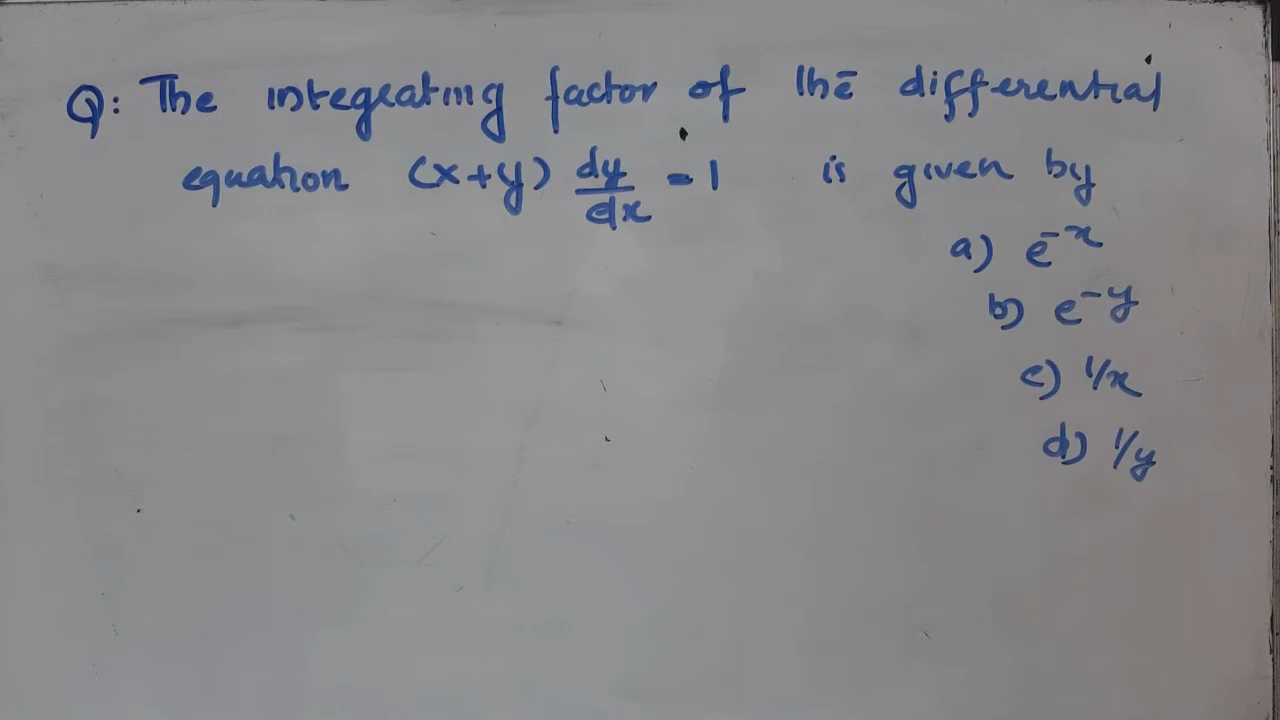 Q: The integrating factor of the differential
equation (x+y) dy/dx = 1 is given by
a) e^-x
b) e^-y
c) 1/x
d) 1/y